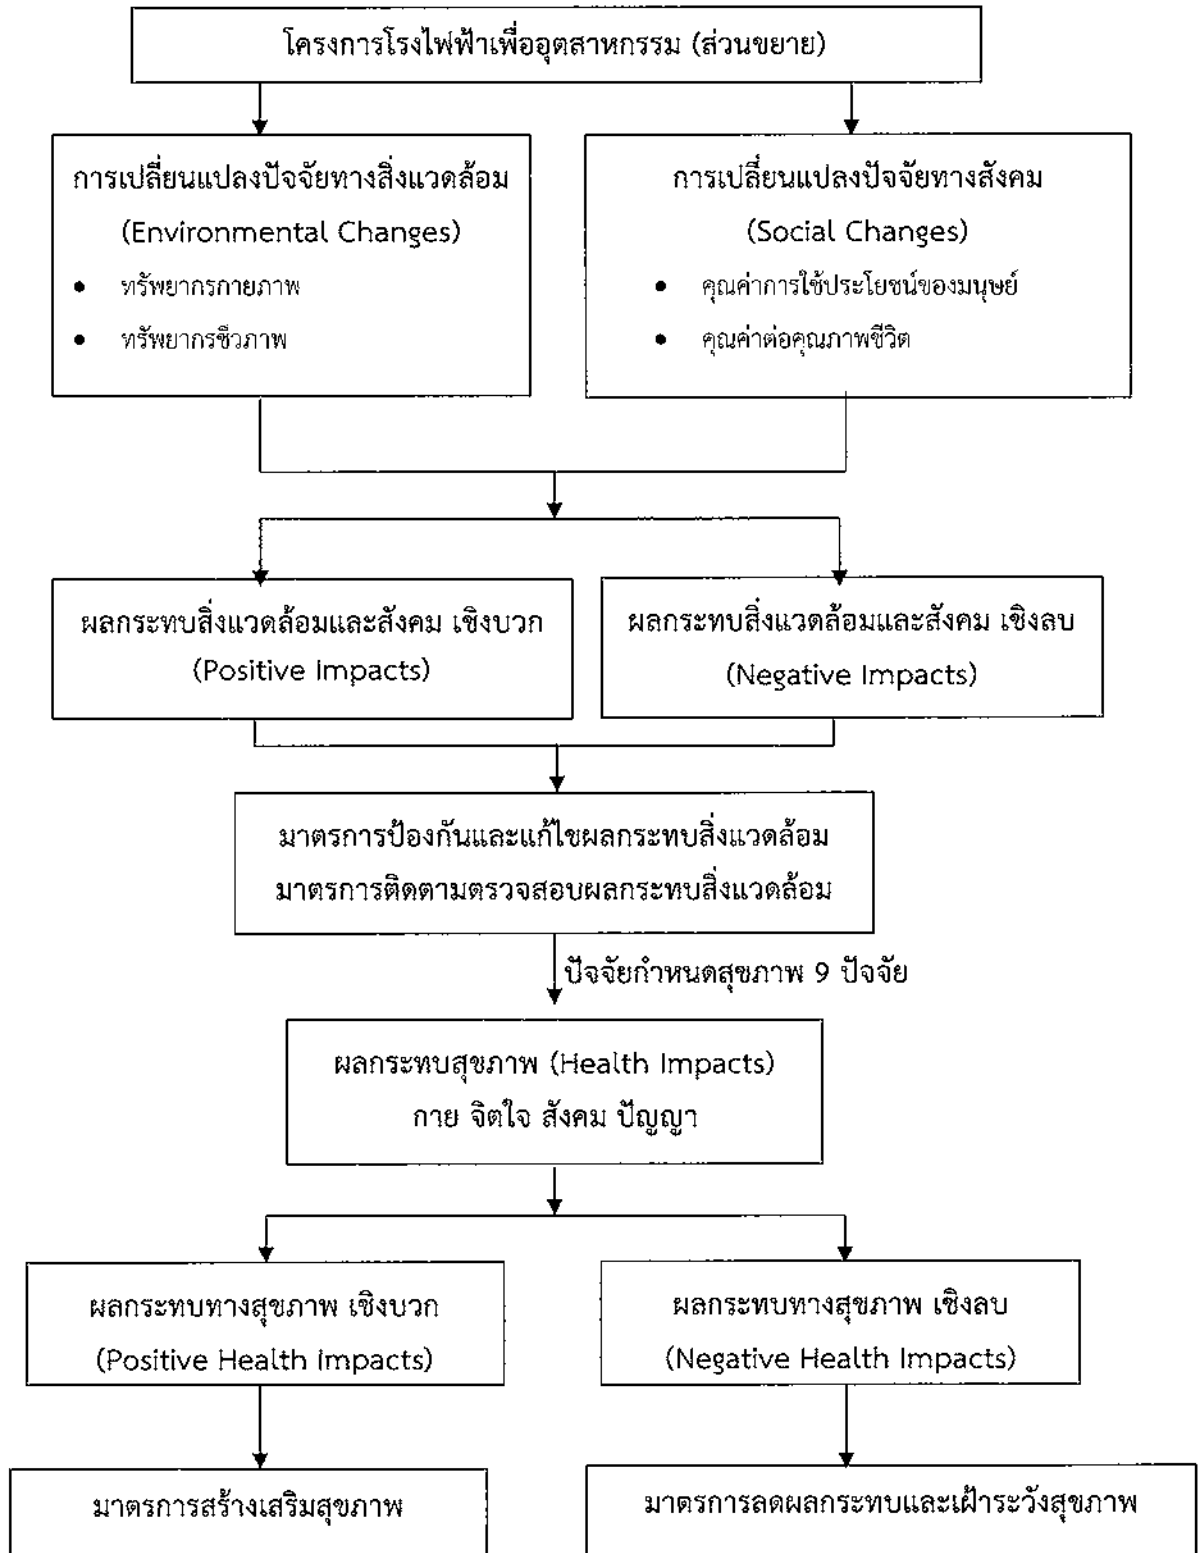 โครงการโรงไฟฟ้าเพื่ออุตสาหกรรม (ส่วนขยาย)
การเปลี่ยนแปลงปัจจัยทางสิ่งแวดล้อม
(Environmental Changes)
• ทรัพยากรกายภาพ
• ทรัพยากรชีวภาพ
การเปลี่ยนแปลงปัจจัยทางสังคม
(Social Changes)
• คุณค่าการใช้ประโยชน์ของมนุษย์
• คุณค่าต่อคุณภาพชีวิต
ผลกระทบสิ่งแวดล้อมและสังคม เชิงบวก
(Positive Impacts)
ผลกระทบสิ่งแวดล้อมและสังคม เชิงลบ
(Negative Impacts)
มาตรการป้องกันและแก้ไขผลกระทบสิ่งแวดล้อม
มาตรการติดตามตรวจสอบผลกระทบสิ่งแวดล้อม
ปัจจัยกำหนดสุขภาพ 9 ปัจจัย
ผลกระทบสุขภาพ (Health Impacts)
กาย จิตใจ สังคม ปัญญา
ผลกระทบทางสุขภาพ เชิงบวก
(Positive Health Impacts)
ผลกระทบทางสุขภาพ เชิงลบ
(Negative Health Impacts)
มาตรการสร้างเสริมสุขภาพ
มาตรการลดผลกระทบและเฝ้าระวังสุขภาพ